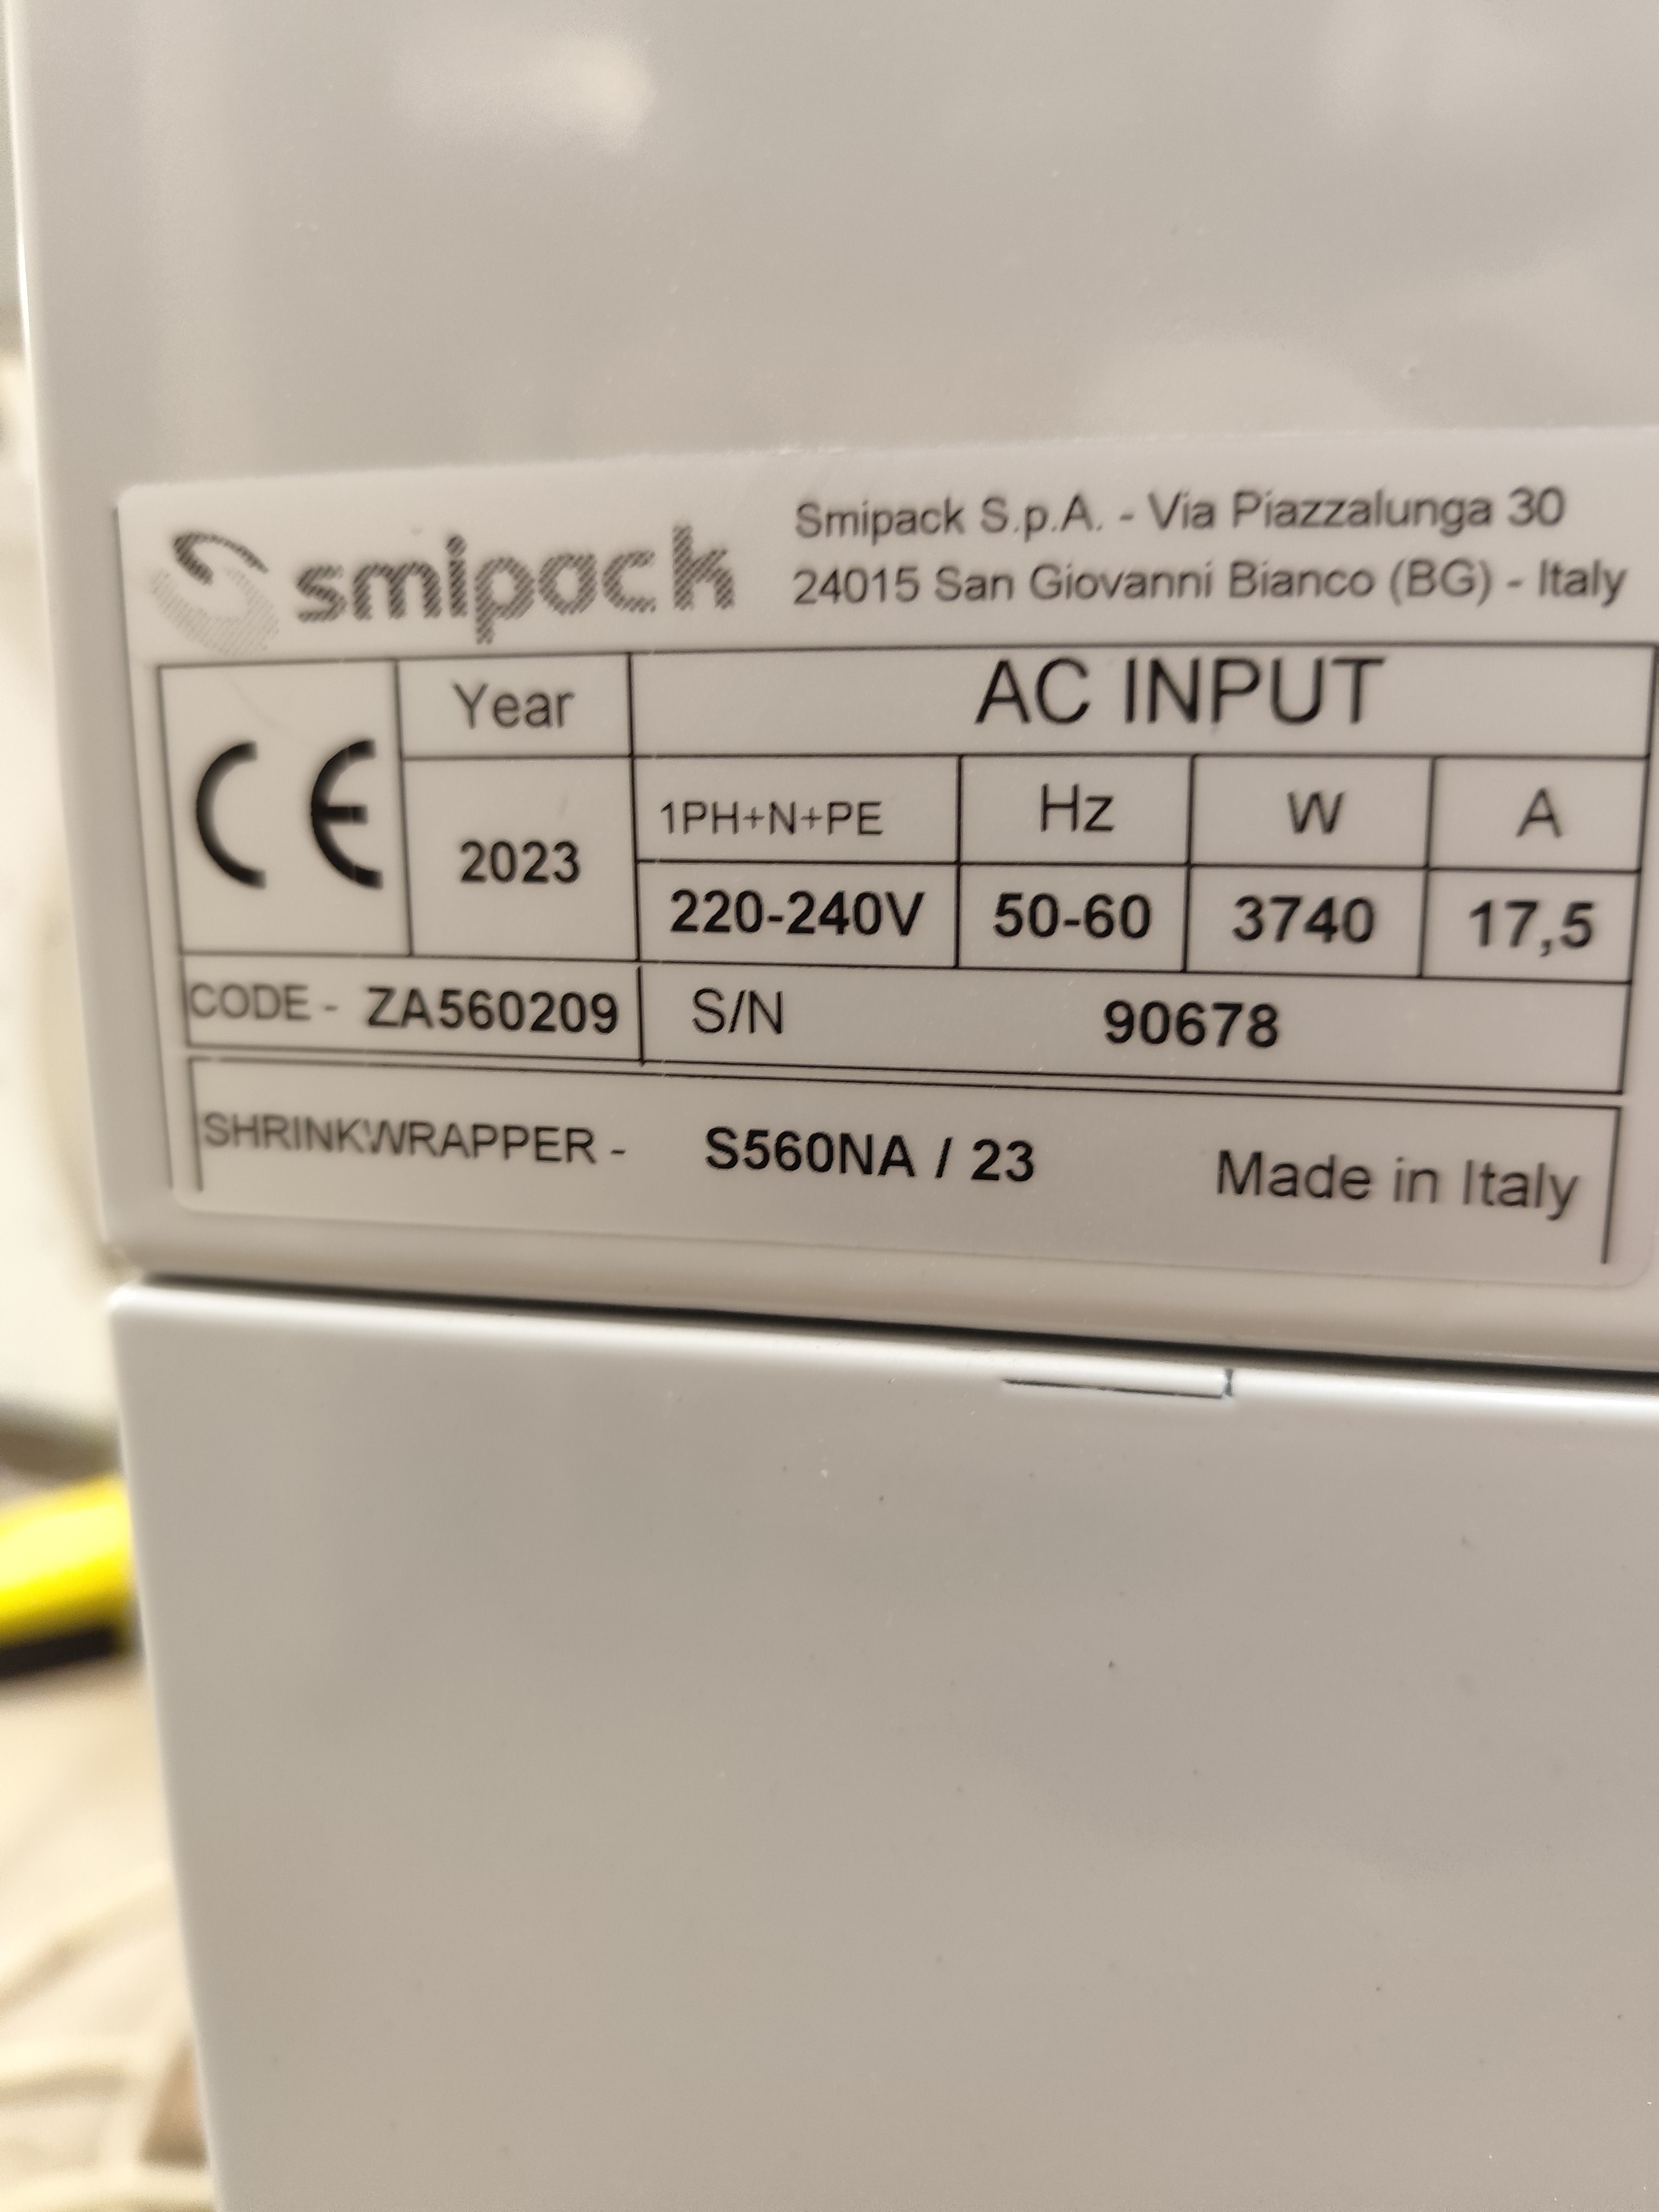 smipack
Smipack S.p.A. - Via Piazzalunga 30
24015 San Giovanni Bianco (BG) - Italy
CE
Year
2023
AC INPUT
1PH+N+PE Hz W A
220-240V 50-60 3740 17,5
CODE - ZA560209 S/N 90678
SHRINKWRAPPER - S560NA / 23 Made in Italy